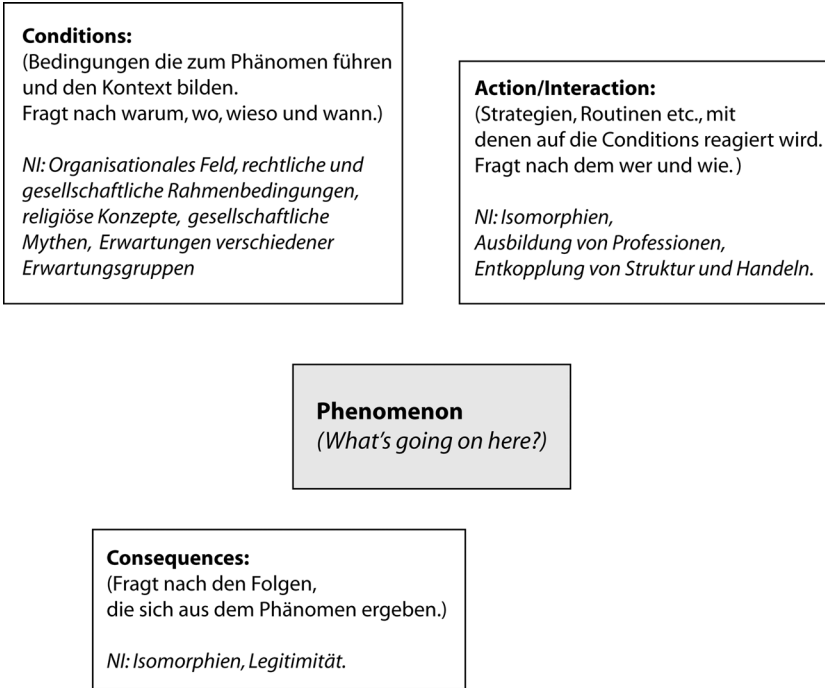 Conditions:
(Bedingungen die zum Phänomen führen
und den Kontext bilden.
Fragt nach warum, wo, wieso und wann.)
NI: Organisationales Feld, rechtliche und
gesellschaftliche Rahmenbedingungen,
religiöse Konzepte, gesellschaftliche
Mythen, Erwartungen verschiedener
Erwartungsgruppen
Action/Interaction:
(Strategien, Routinen etc., mit
denen auf die Conditions reagiert wird.
Fragt nach dem wer und wie.)
NI: Isomorphien,
Ausbildung von Professionen,
Entkopplung von Struktur und Handeln.
Phenomenon
(What's going on here?)
Consequences:
(Fragt nach den Folgen,
die sich aus dem Phänomen ergeben.)
NI: Isomorphien, Legitimität.